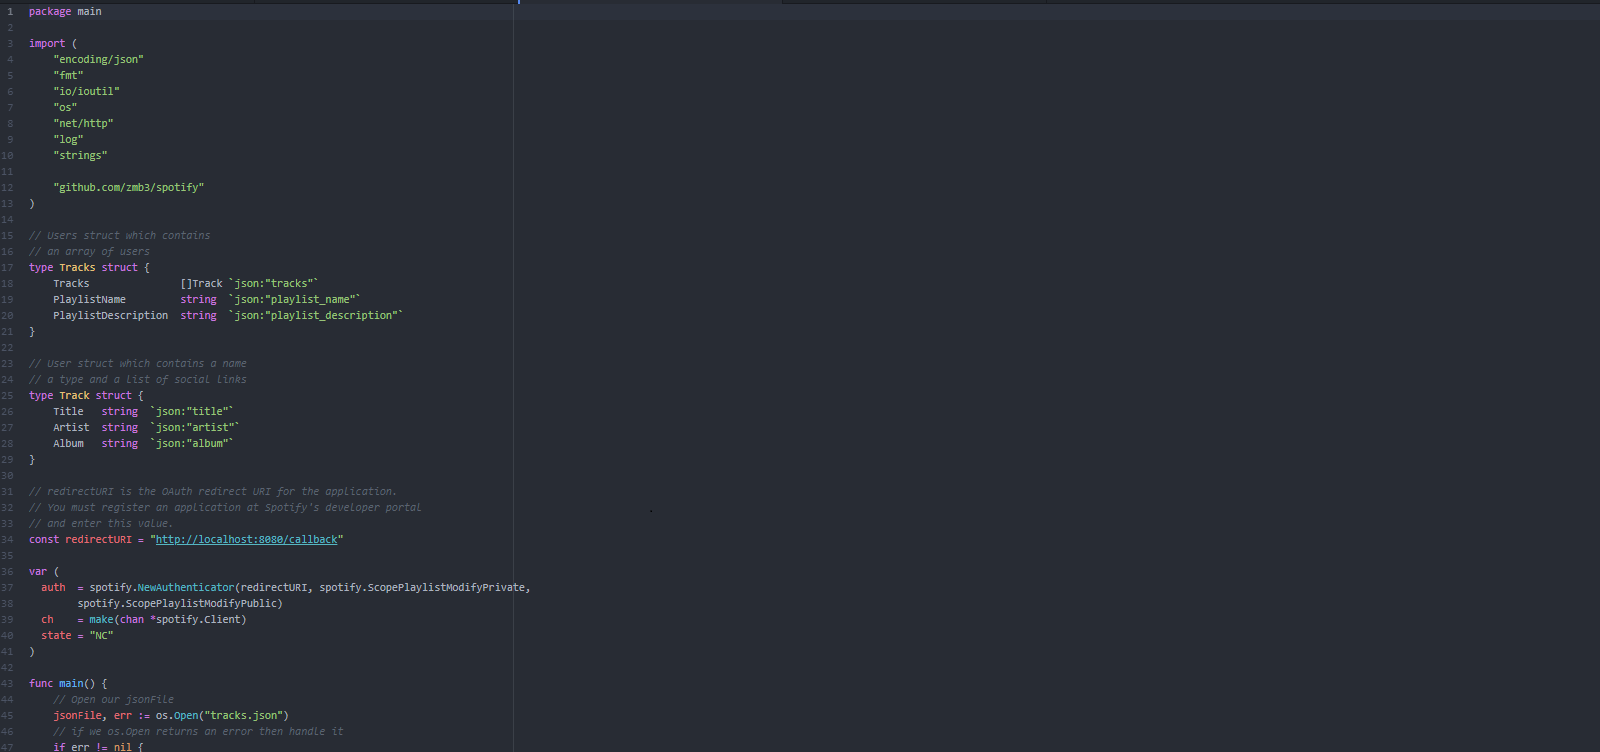 1 package main
2
3 import (
4     "encoding/json"
5     "fmt"
6     "io/ioutil"
7     "os"
8     "net/http"
9     "log"
10     "strings"
11
12     "github.com/zmb3/spotify"
13 )
14
15 // Users struct which contains
16 // an array of users
17 type Tracks struct {
18     Tracks               []Track `json:"tracks"`
19     PlaylistName         string  `json:"playlist_name"`
20     PlaylistDescription  string  `json:"playlist_description"`
21 }
22
23 // User struct which contains a name
24 // a type and a list of social links
25 type Track struct {
26     Title   string  `json:"title"`
27     Artist  string  `json:"artist"`
28     Album   string  `json:"album"`
29 }
30
31 // redirectURI is the OAuth redirect URI for the application.
32 // You must register an application at Spotify's developer portal
33 // and enter this value.
34 const redirectURI = "http://localhost:8080/callback"
35
36 var (
37   auth  = spotify.NewAuthenticator(redirectURI, spotify.ScopePlaylistModifyPrivate,
38         spotify.ScopePlaylistModifyPublic)
39   ch    = make(chan *spotify.Client)
40   state = "NC"
41 )
42
43 func main() {
44     // Open our jsonFile
45     jsonFile, err := os.Open("tracks.json")
46     // if we os.Open returns an error then handle it
47     if err != nil {